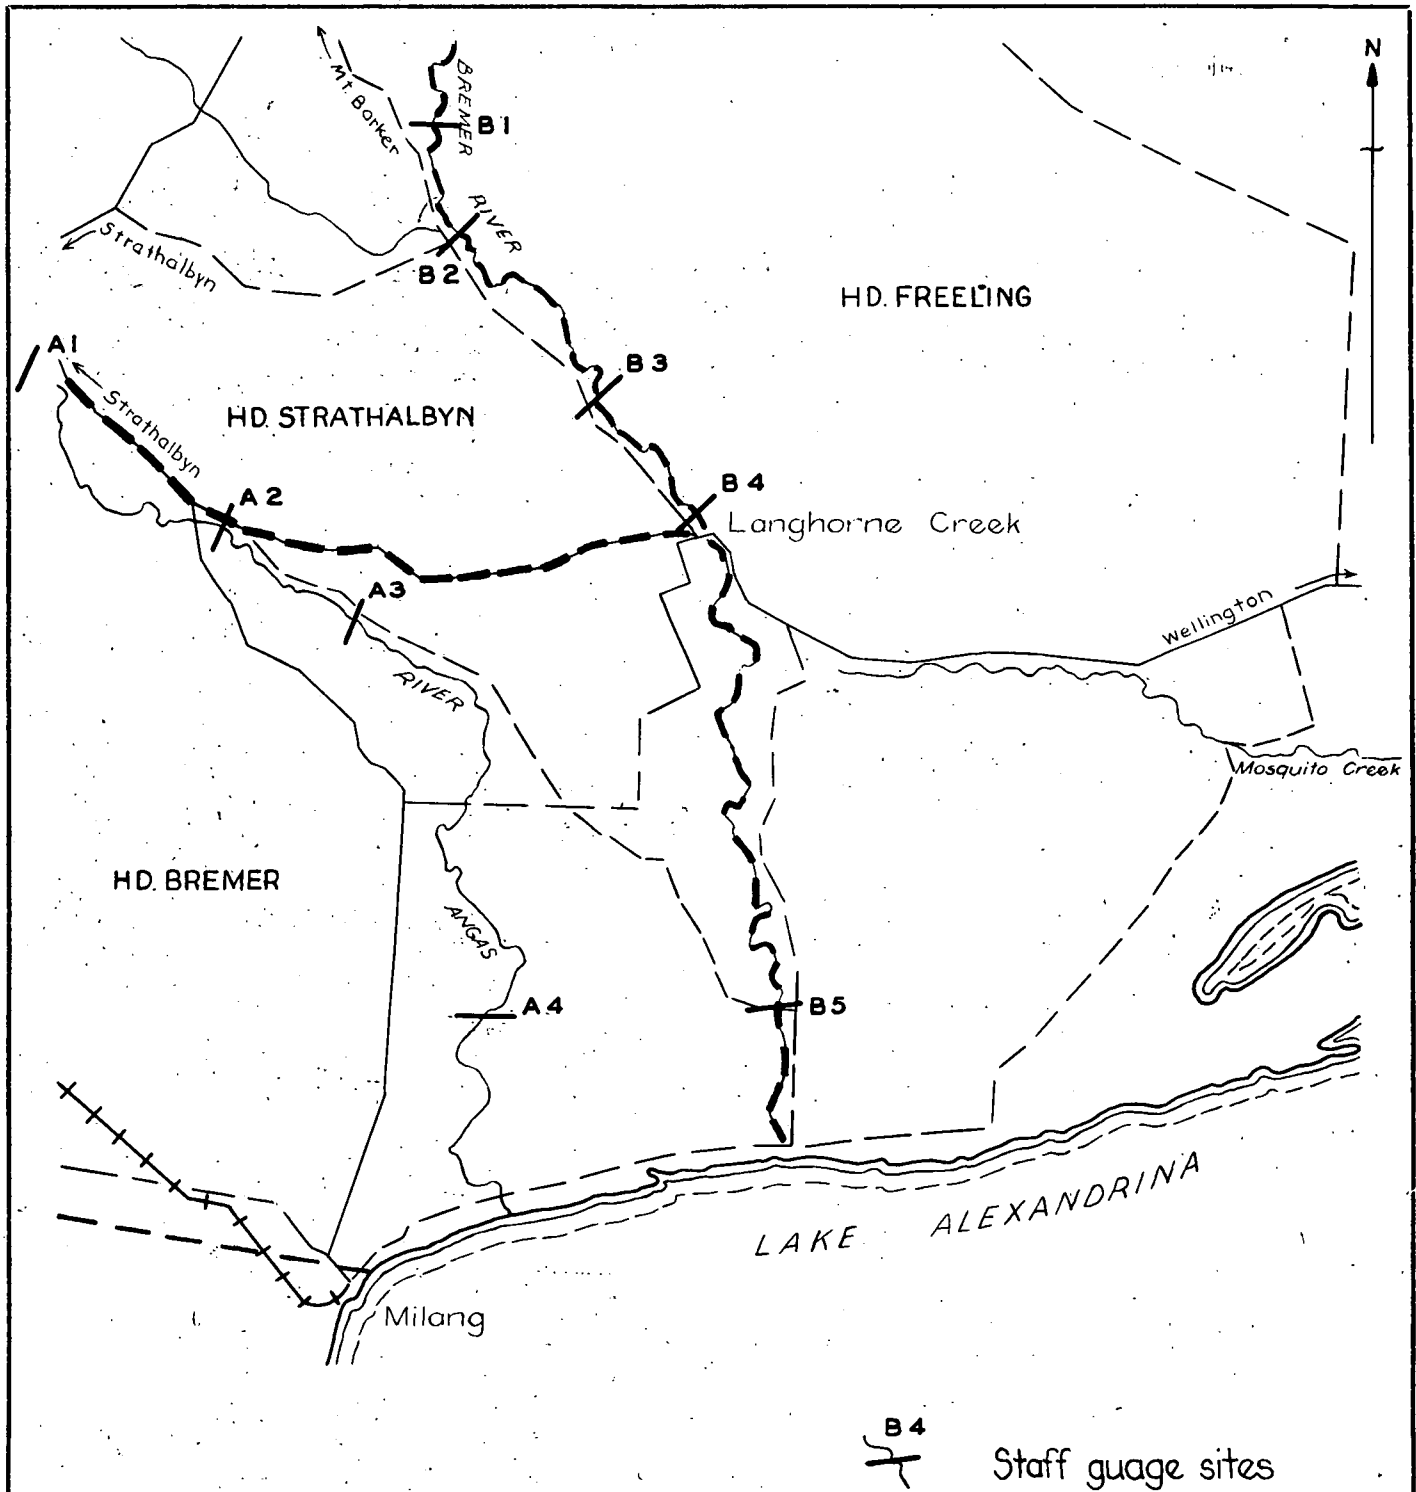 N
Mt. Barker
BREMER
B1
RIVER
Strathalbyn
B2
HD. FREELING
A1
B3
Strathalbyn
HD. STRATHALBYN
B4
A2
Langhorne Creek
A3
Wellington
RIVER
Mosquito Creek
HD. BREMER
ANGAS
A4
B5
LAKE ALEXANDRINA
Milang
B4
Staff guage sites